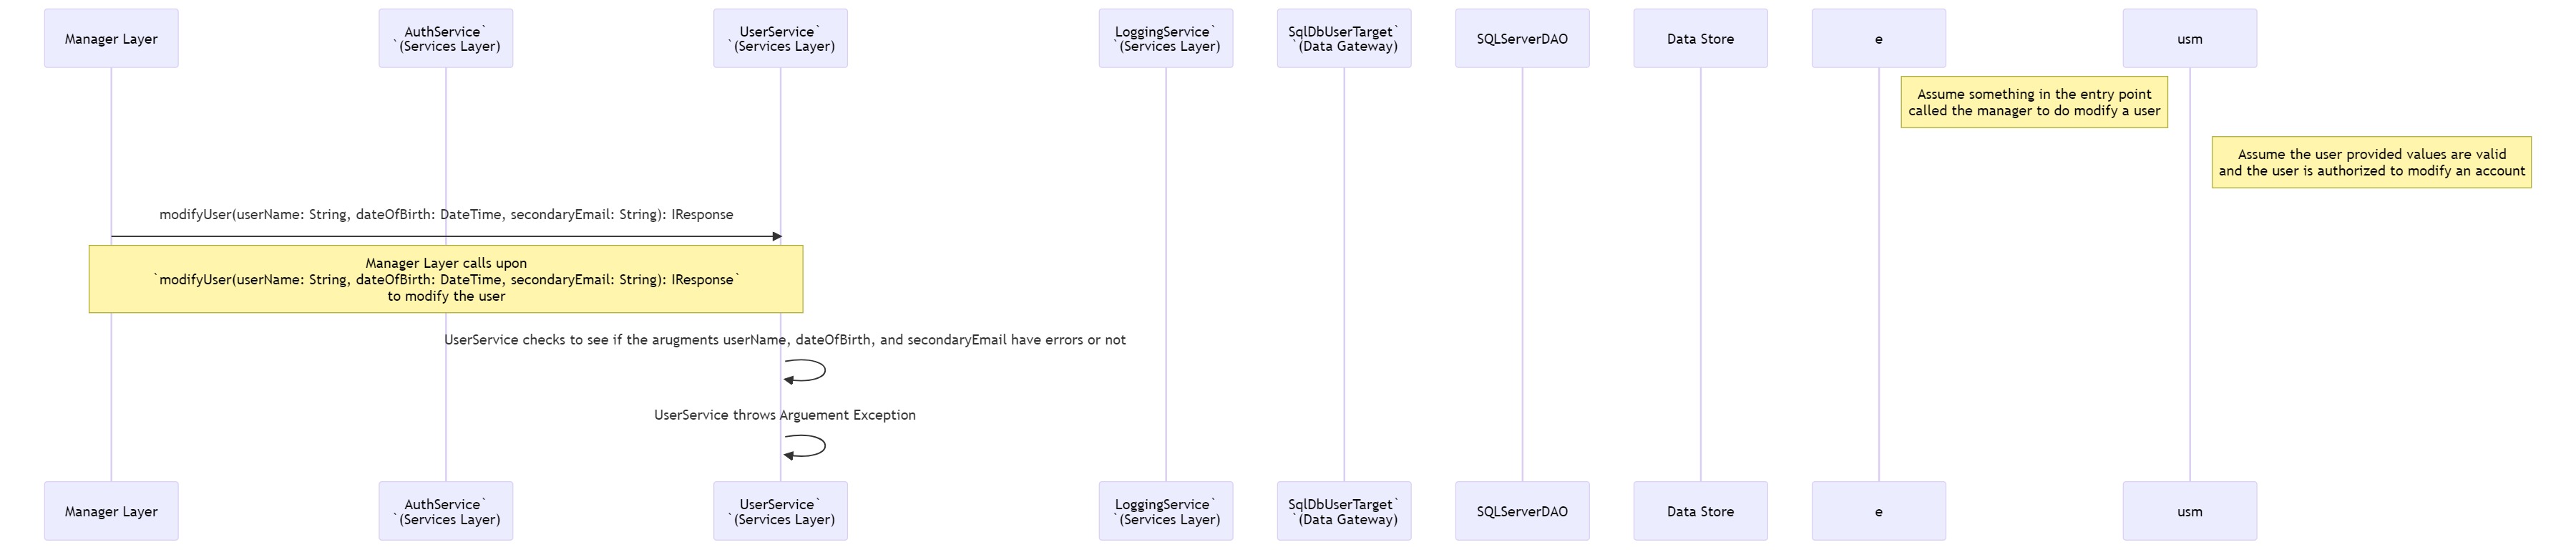 Manager Layer
AuthService`
`(Services Layer)
UserService`
`(Services Layer)
LoggingService`
`(Services Layer)
SqlDbUserTarget`
`(Data Gateway)
SQLServerDAO
Data Store
e
usm
Assume something in the entry point
called the manager to do modify a user
Assume the user provided values are valid
and the user is authorized to modify an account
modifyUser(userName: String, dateOfBirth: DateTime, secondaryEmail: String): IResponse
Manager Layer calls upon
`modifyUser(userName: String, dateOfBirth: DateTime, secondaryEmail: String): IResponse`
to modify the user
UserService checks to see if the arugments userName, dateOfBirth, and secondaryEmail have errors or not
UserService throws Arguement Exception
Manager Layer
AuthService`
`(Services Layer)
UserService`
`(Services Layer)
LoggingService`
`(Services Layer)
SqlDbUserTarget`
`(Data Gateway)
SQLServerDAO
Data Store
e
usm